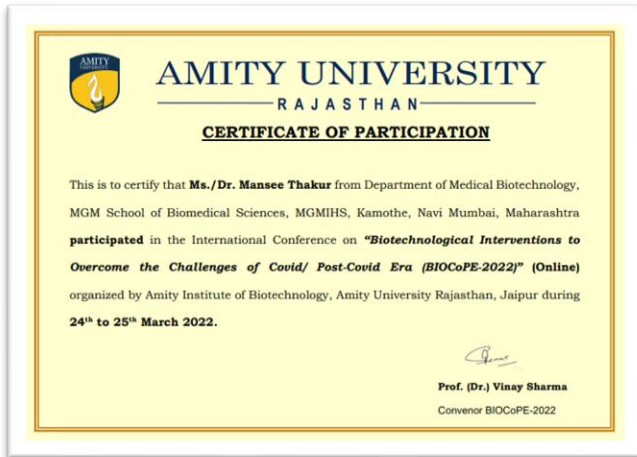 AMITY
UNIVERSITY
AMITY UNIVERSITY
RAJASTHAN
CERTIFICATE OF PARTICIPATION
This is to certify that Ms./Dr. Mansee Thakur from Department of Medical Biotechnology,
MGM School of Biomedical Sciences, MGMIHS, Kamothe, Navi Mumbai, Maharashtra
participated in the International Conference on “Biotechnological Interventions to
Overcome the Challenges of Covid/ Post-Covid Era (BIOCoPE-2022)” (Online)
organized by Amity Institute of Biotechnology, Amity University Rajasthan, Jaipur during
24th to 25th March 2022.
Prof. (Dr.) Vinay Sharma
Convenor BIOCoPE-2022